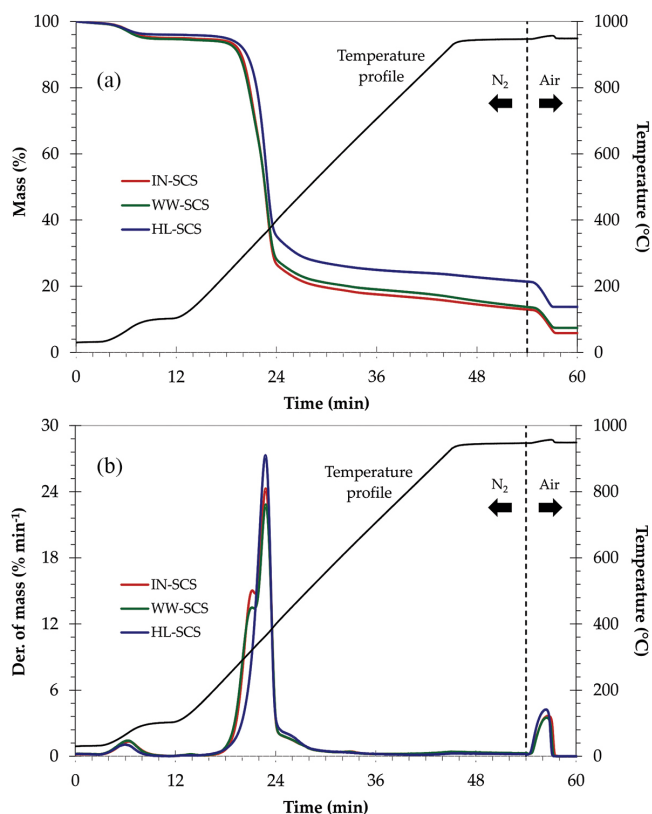 100
1000
80
800
60
600
40
400
20
200
0
0
0
12
24
36
48
60
Mass (%)
Temperature (°C)
Time (min)
(a)
Temperature
profile
N2
Air
IN-SCS
WW-SCS
HL-SCS
30
1000
24
800
18
600
12
400
6
200
0
0
0
12
24
36
48
60
Der. of mass (% min-1)
Temperature (°C)
Time (min)
(b)
Temperature
profile
N2
Air
IN-SCS
WW-SCS
HL-SCS